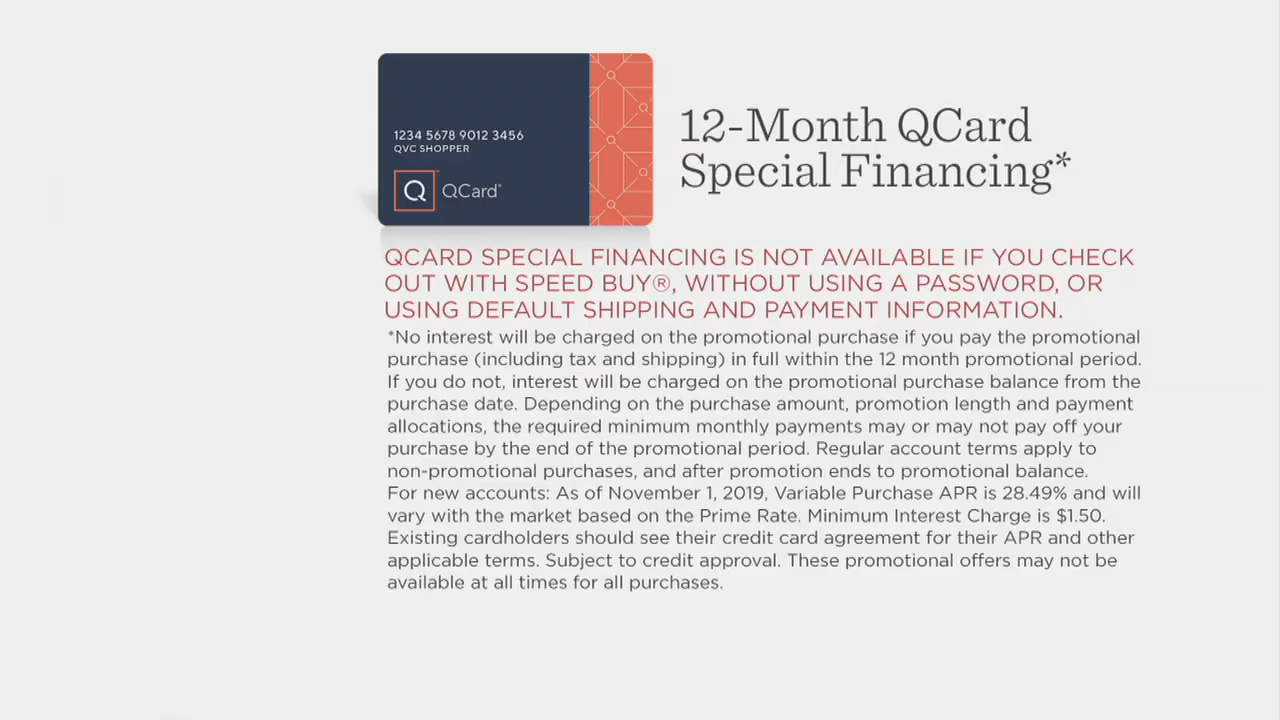 1234 5678 9012 3456
QVC SHOPPER
Q QCard®
12-Month QCard
Special Financing*
QCARD SPECIAL FINANCING IS NOT AVAILABLE IF YOU CHECK
OUT WITH SPEED BUY®, WITHOUT USING A PASSWORD, OR
USING DEFAULT SHIPPING AND PAYMENT INFORMATION.
*No interest will be charged on the promotional purchase if you pay the promotional
purchase (including tax and shipping) in full within the 12 month promotional period.
If you do not, interest will be charged on the promotional purchase balance from the
purchase date. Depending on the purchase amount, promotion length and payment
allocations, the required minimum monthly payments may or may not pay off your
purchase by the end of the promotional period. Regular account terms apply to
non-promotional purchases, and after promotion ends to promotional balance.
For new accounts: As of November 1, 2019, Variable Purchase APR is 28.49% and will
vary with the market based on the Prime Rate. Minimum Interest Charge is $1.50.
Existing cardholders should see their credit card agreement for their APR and other
applicable terms. Subject to credit approval. These promotional offers may not be
available at all times for all purchases.